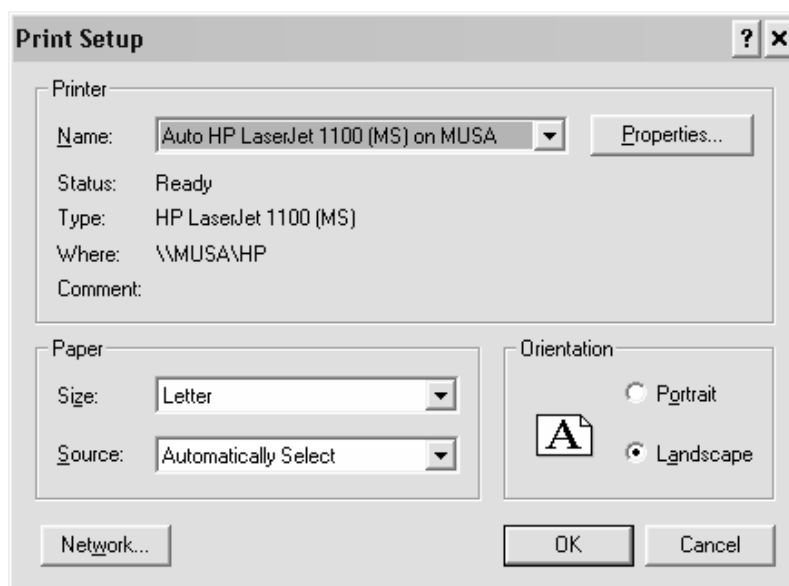 Print Setup
Printer
Name: Auto HP LaserJet 1100 (MS) on MUSA Properties...
Status: Ready
Type: HP LaserJet 1100 (MS)
Where: \\MUSA\HP
Comment:
Paper
Size: Letter
Source: Automatically Select
Orientation
A
Portrait
Landscape
Network... OK Cancel